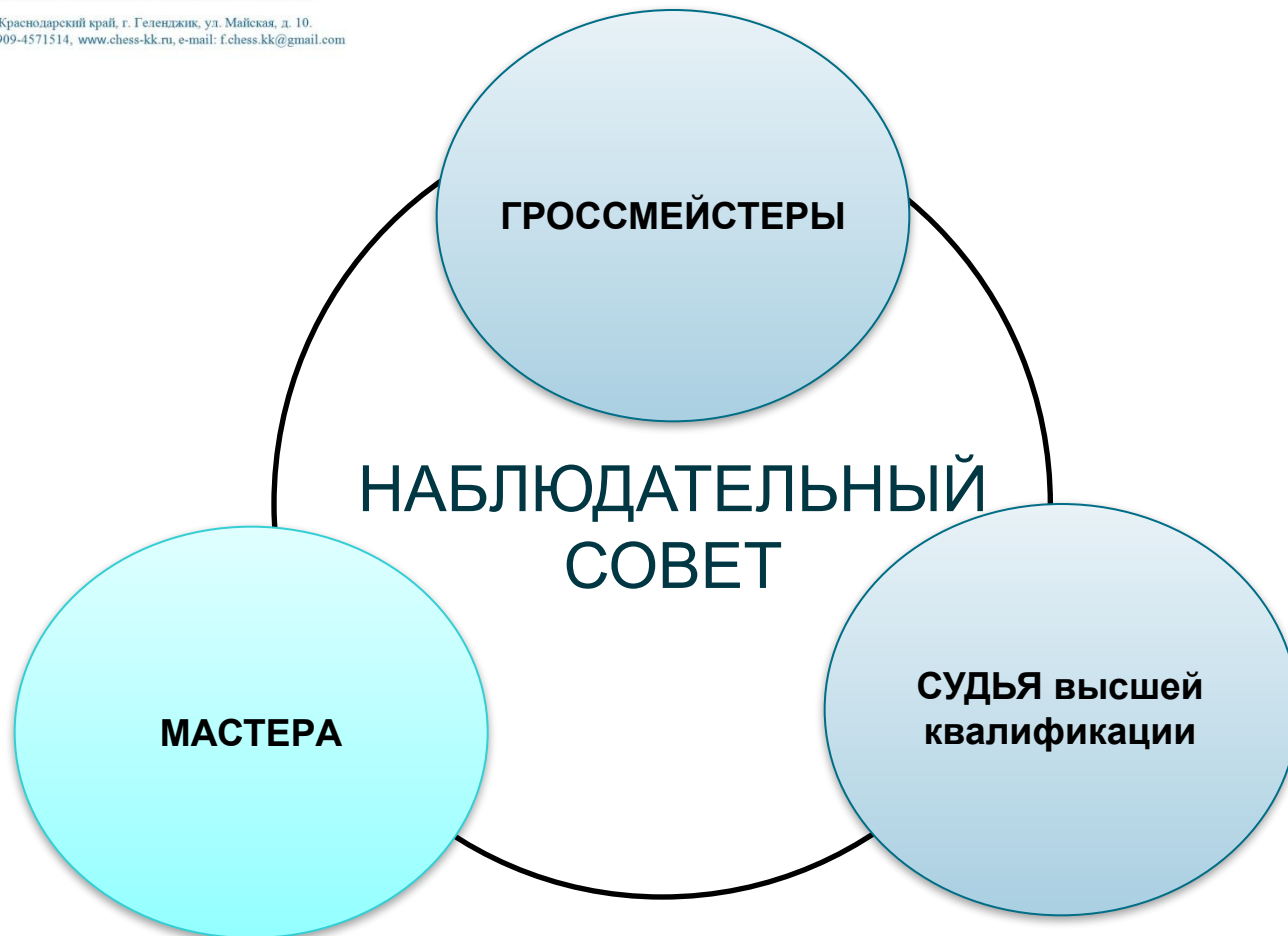 Краснодарский край, г. Геленджик, ул. Майская, д. 10.
909-4571514, www.chess-kk.ru, e-mail: f.chess.kk@gmail.com
ГРОССМЕЙСТЕРЫ
НАБЛЮДАТЕЛЬНЫЙ
СОВЕТ
СУДЬЯ высшей
квалификации
МАСТЕРА